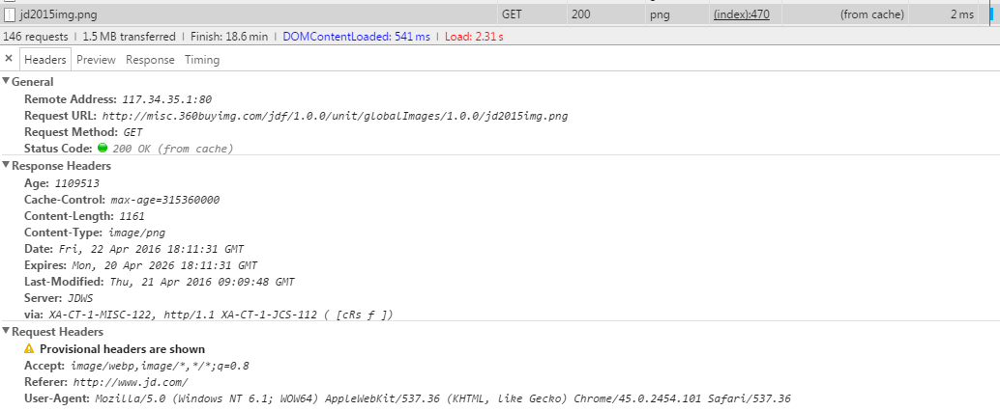 jd2015img.png GET 200 png (index):470 (from cache) 2 ms
146 requests | 1.5 MB transferred | Finish: 18.6 min | DOMContentLoaded: 541 ms | Load: 2.31 s
× Headers Preview Response Timing
▼General
Remote Address: 117.34.35.1:80
Request URL: http://misc.360buyimg.com/jdf/1.0.0/unit/globalImages/1.0.0/jd2015img.png
Request Method: GET
Status Code: 200 OK (from cache)
▼Response Headers
Age: 1109513
Cache-Control: max-age=315360000
Content-Length: 1161
Content-Type: image/png
Date: Fri, 22 Apr 2016 18:11:31 GMT
Expires: Mon, 20 Apr 2026 18:11:31 GMT
Last-Modified: Thu, 21 Apr 2016 09:09:48 GMT
Server: JDWS
via: XA-CT-1-MISC-122, http/1.1 XA-CT-1-JCS-112 ( [cRs f ])
▼Request Headers
Provisional headers are shown
Accept: image/webp,image/*,*/*;q=0.8
Referer: http://www.jd.com/
User-Agent: Mozilla/5.0 (Windows NT 6.1; WOW64) AppleWebKit/537.36 (KHTML, like Gecko) Chrome/45.0.2454.101 Safari/537.36